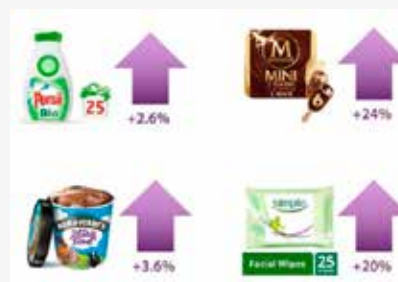 Persil
Bio
25
+2.6%
M
MINI
+24%
BEN & JERRY'S
+3.6%
simple
Facial Wipes 25
+20%